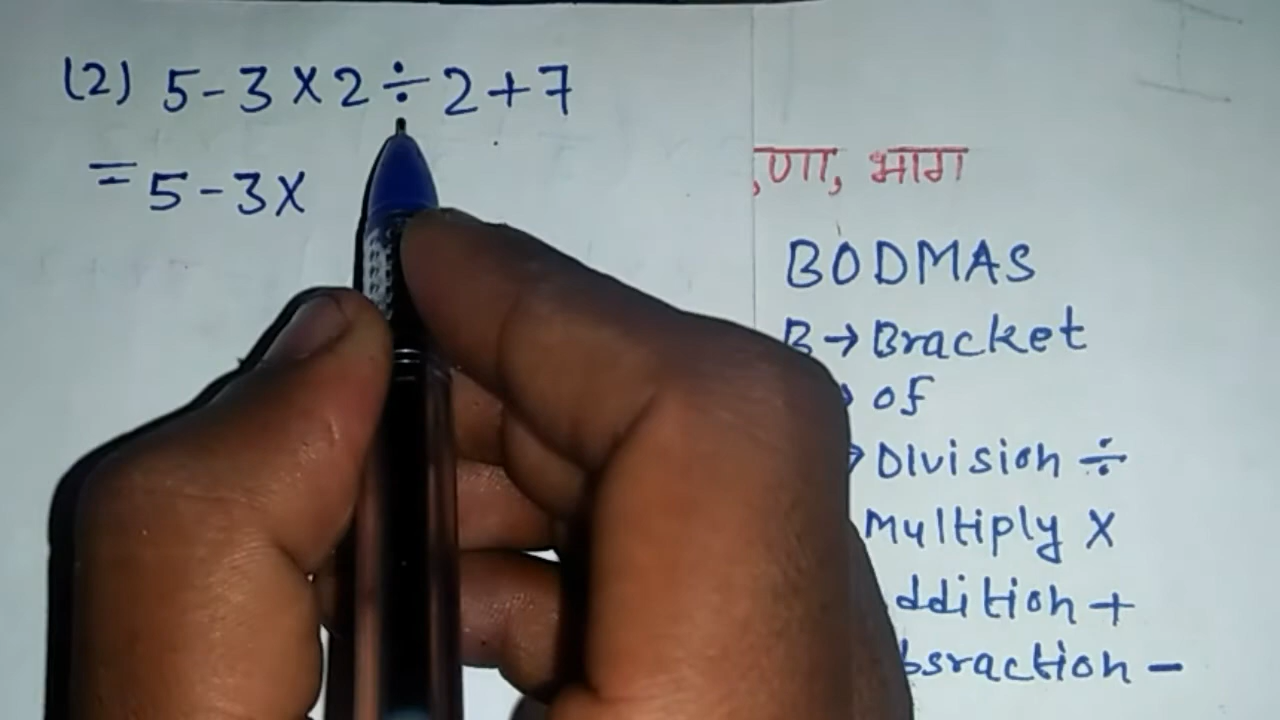 (2) 5-3×2÷2+7
= 5-3×
णा, भाग
BODMAS
B → Bracket
of
→ Division ÷
Multiply ×
ddition +
bsraction -